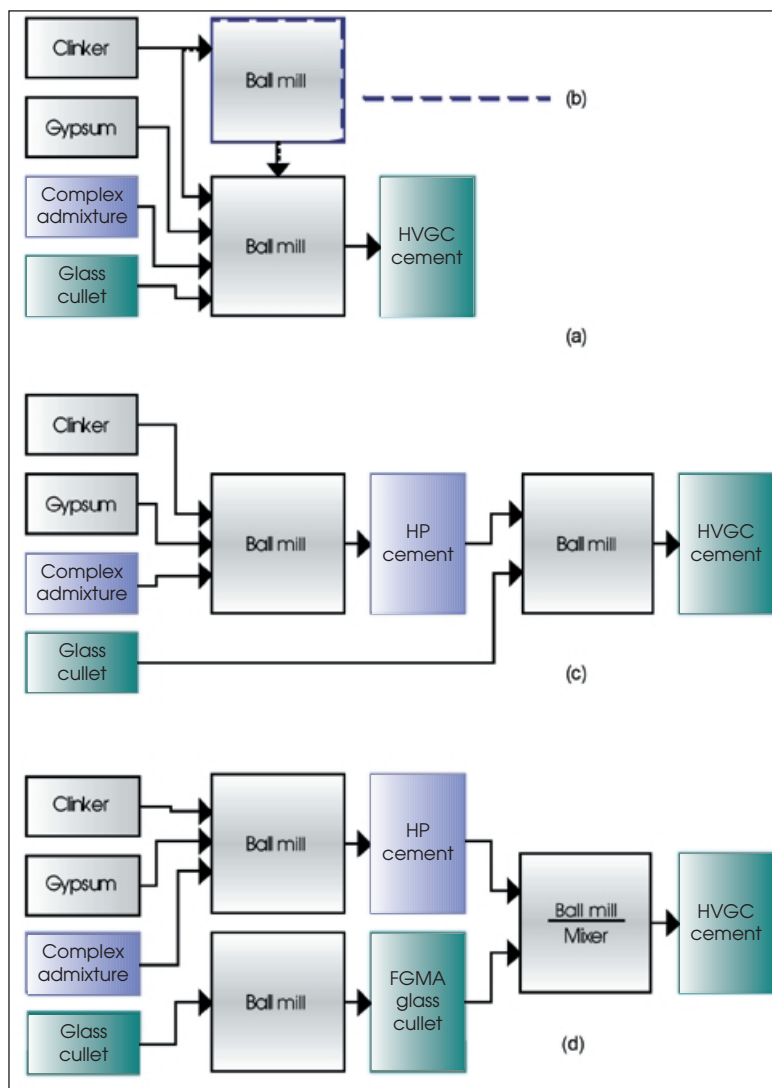 Clinker
Ball mill
(b)
Gypsum
Complex
admixture
Ball mill
HVGC
cement
Glass
cullet
(a)
Clinker
Gypsum
Ball mill
HP
cement
Ball mill
HVGC
cement
Complex
admixture
Glass
cullet
(c)
Clinker
Ball mill
HP
cement
Gypsum
Ball mill
Mixer
HVGC
cement
Complex
admixture
Ball mill
FGMA
glass
cullet
Glass
cullet
(d)